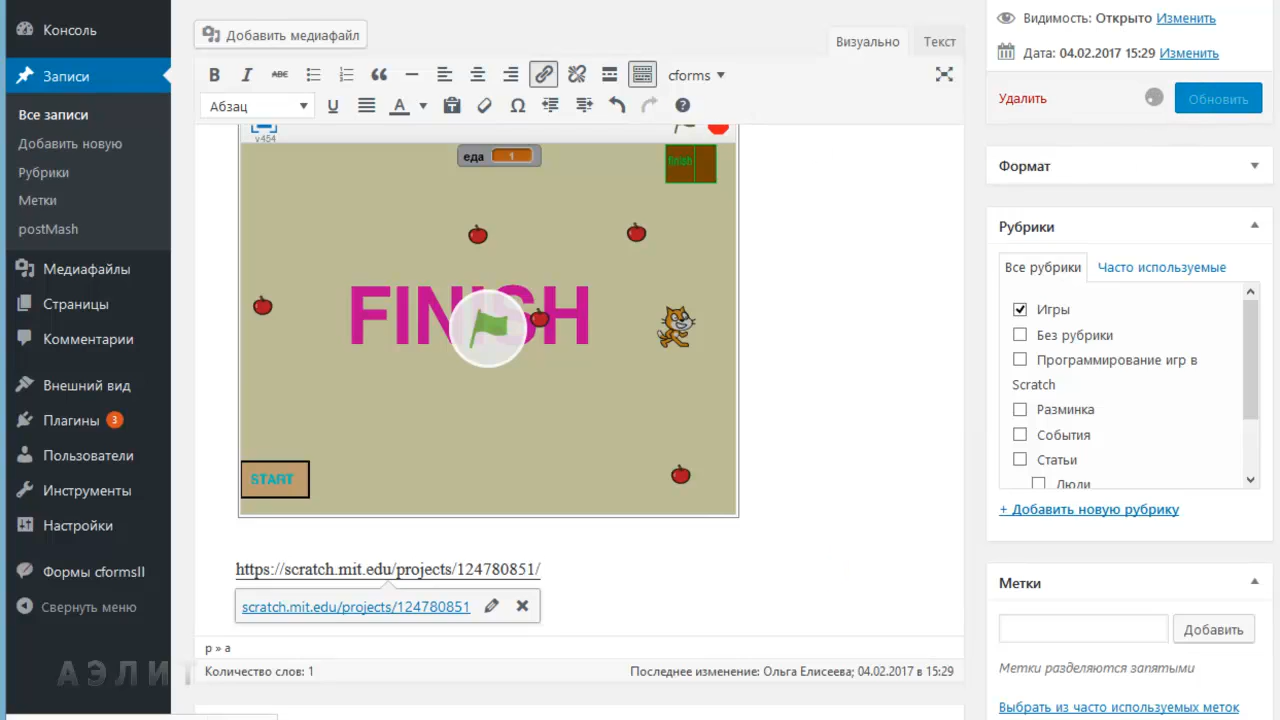 Консоль
Записи
Все записи
Добавить новую
Рубрики
Метки
postMash
Медиафайлы
Страницы
Комментарии
Внешний вид
Плагины 3
Пользователи
Инструменты
Настройки
Формы cformsII
Свернуть меню
АЭЛИТ
Добавить медиафайл
Визуально Текст
B I ABC cforms
Абзац U A
v454
еда 1
finish
FINISH
START
https://scratch.mit.edu/projects/124780851/
scratch.mit.edu/projects/124780851
p » a
Количество слов: 1 Последнее изменение: Ольга Елисеева; 04.02.2017 в 15:29
Видимость: Открыто Изменить
Дата: 04.02.2017 15:29 Изменить
Удалить Обновить
Формат
Рубрики
Все рубрики Часто используемые
Игры
Без рубрики
Программирование игр в
Scratch
Разминка
События
Статьи
Люди
+ Добавить новую рубрику
Метки
Добавить
Метки разделяются запятыми
Выбрать из часто используемых меток